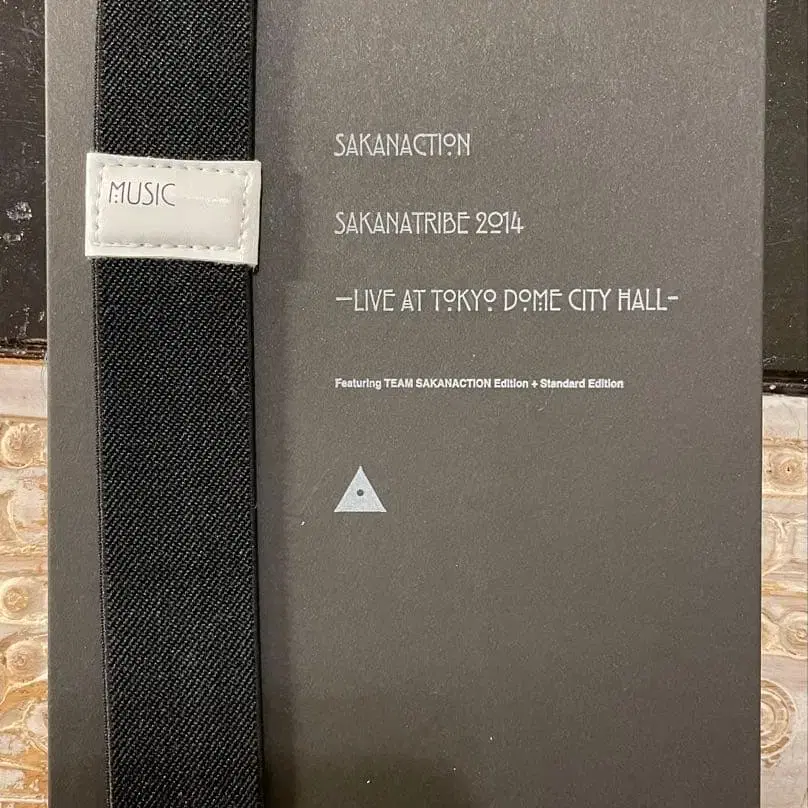 MUSIC
SAKANACTION
SAKANATRIBE 2014
-LIVE AT TOKYO DOME CITY HALL-
Featuring TEAM SAKANACTION Edition + Standard Edition